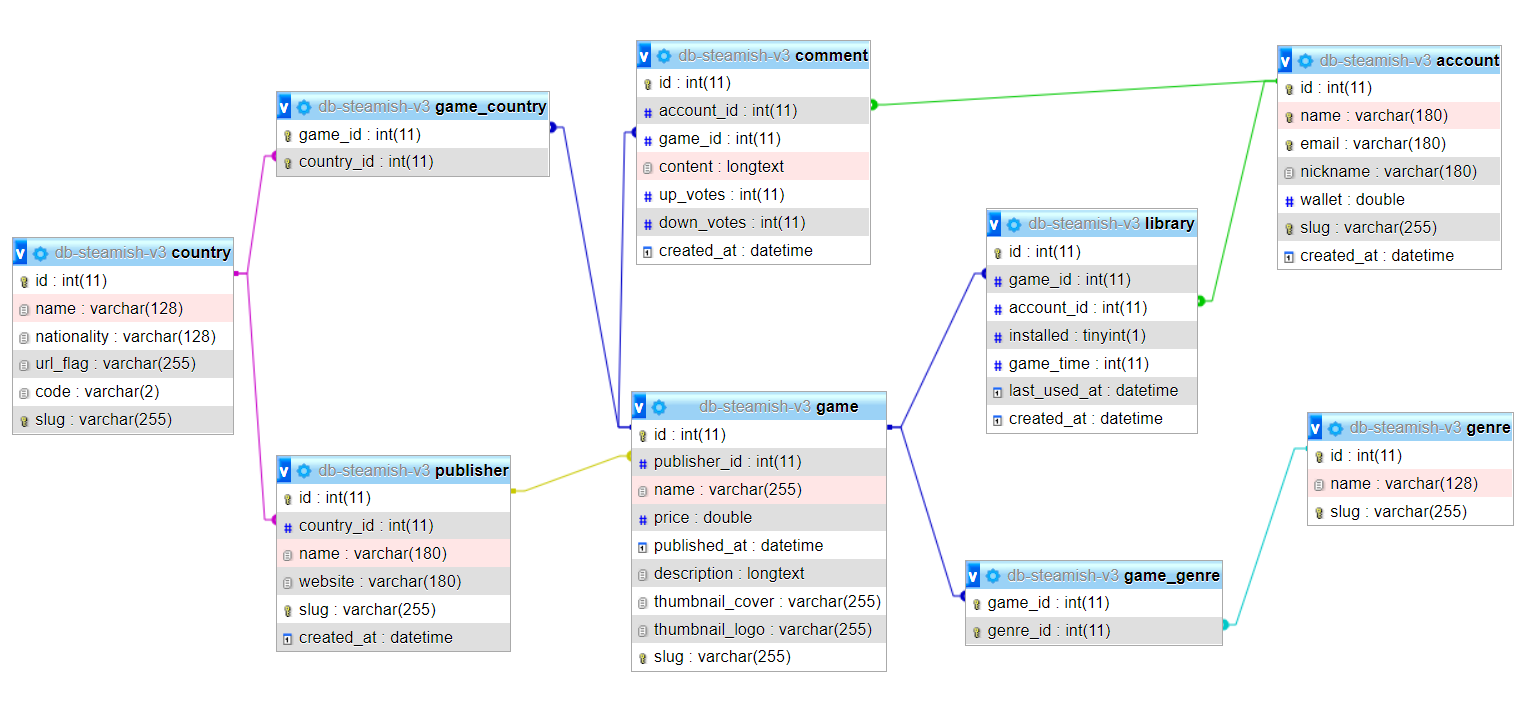 db-steamish-v3 country
id : int(11)
name : varchar(128)
nationality : varchar(128)
url_flag : varchar(255)
code : varchar(2)
slug : varchar(255)
db-steamish-v3 game_country
game_id : int(11)
country_id : int(11)
db-steamish-v3 publisher
id : int(11)
country_id : int(11)
name : varchar(180)
website : varchar(180)
slug : varchar(255)
created_at : datetime
db-steamish-v3 comment
id : int(11)
account_id : int(11)
game_id : int(11)
content : longtext
up_votes : int(11)
down_votes : int(11)
created_at : datetime
db-steamish-v3 game
id : int(11)
publisher_id : int(11)
name : varchar(255)
price : double
published_at : datetime
description : longtext
thumbnail_cover : varchar(255)
thumbnail_logo : varchar(255)
slug : varchar(255)
db-steamish-v3 library
id : int(11)
game_id : int(11)
account_id : int(11)
installed : tinyint(1)
game_time : int(11)
last_used_at : datetime
created_at : datetime
db-steamish-v3 game_genre
game_id : int(11)
genre_id : int(11)
db-steamish-v3 account
id : int(11)
name : varchar(180)
email : varchar(180)
nickname : varchar(180)
wallet : double
slug : varchar(255)
created_at : datetime
db-steamish-v3 genre
id : int(11)
name : varchar(128)
slug : varchar(255)